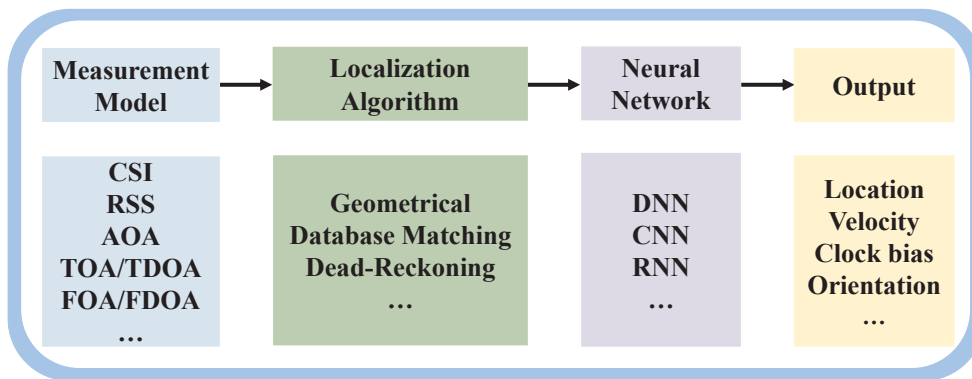 Measurement
Model
Localization
Algorithm
Neural
Network
Output
CSI
RSS
AOA
TOA/TDOA
FOA/FDOA
…
Geometrical
Database Matching
Dead-Reckoning
…
DNN
CNN
RNN
…
Location
Velocity
Clock bias
Orientation
…